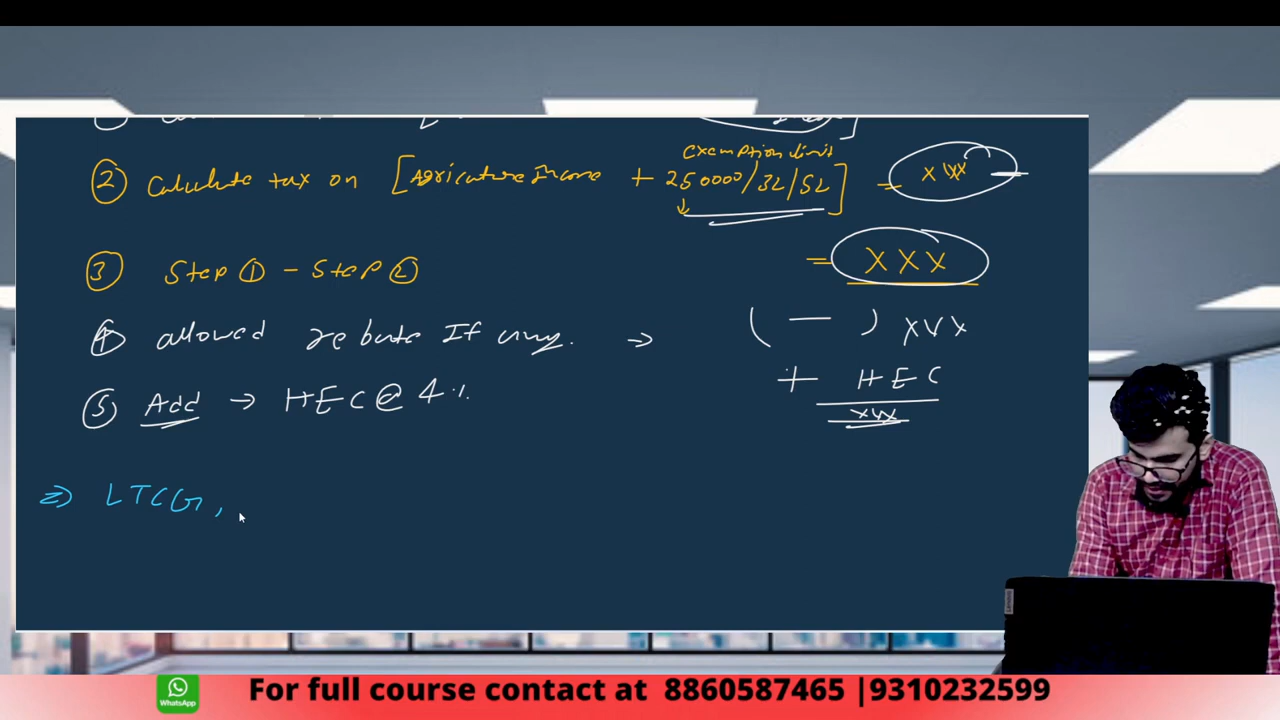 exemption limit
② Calculate tax on [Agriculture Income + 250000/3L/5L] = xxx
③ Step ① - Step ② = XXX
④ allowed rebate If any. → ( — ) xxx
⑤ Add → HEC@ 4% + HEC
xxx
⇒ LTCG,
WhatsApp
For full course contact at 8860587465 |9310232599